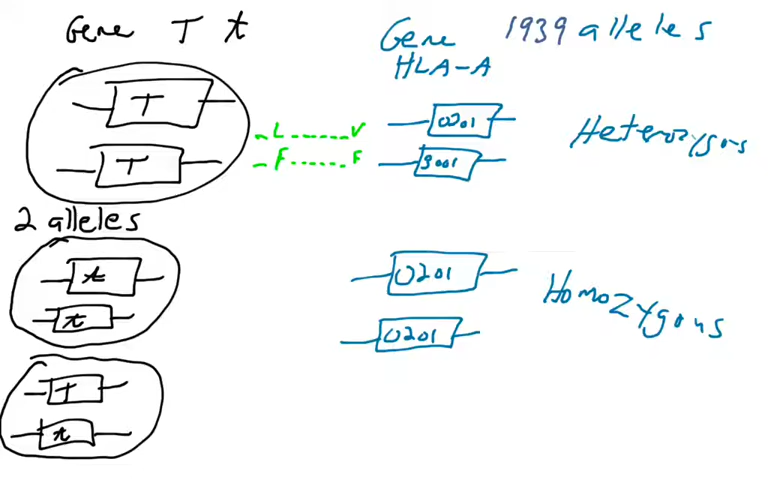 Gene T t
T
T
2 alleles
t
t
T
t
L V
F F
Gene 1939 alleles
HLA-A
0201
3001
Heterozygous
0201
0201
Homozygous